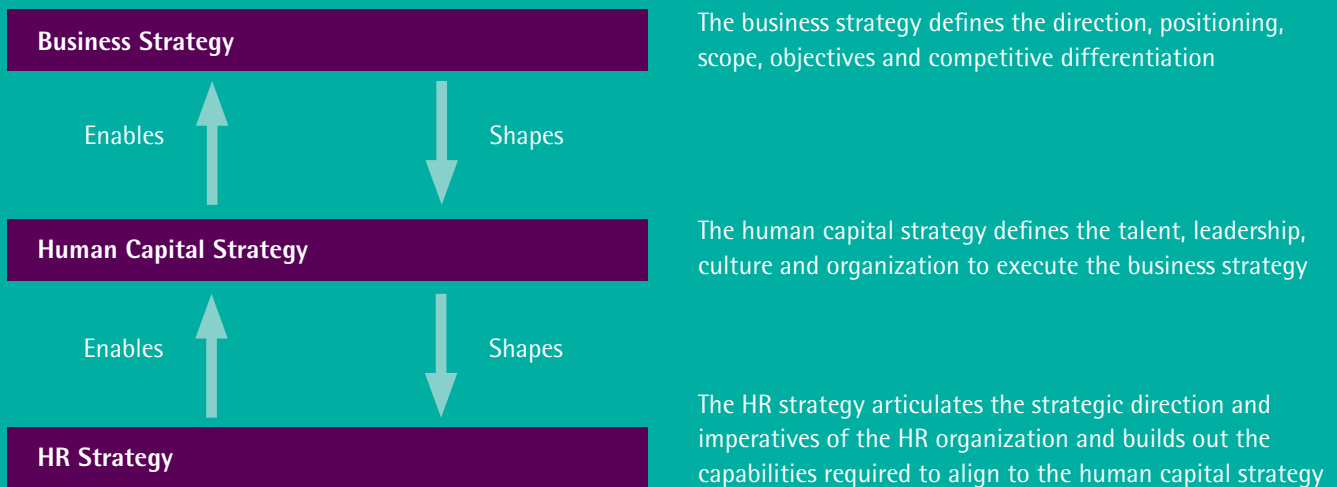 Business Strategy
The business strategy defines the direction, positioning,
scope, objectives and competitive differentiation
Enables
Shapes
Human Capital Strategy
The human capital strategy defines the talent, leadership,
culture and organization to execute the business strategy
Enables
Shapes
HR Strategy
The HR strategy articulates the strategic direction and
imperatives of the HR organization and builds out the
capabilities required to align to the human capital strategy